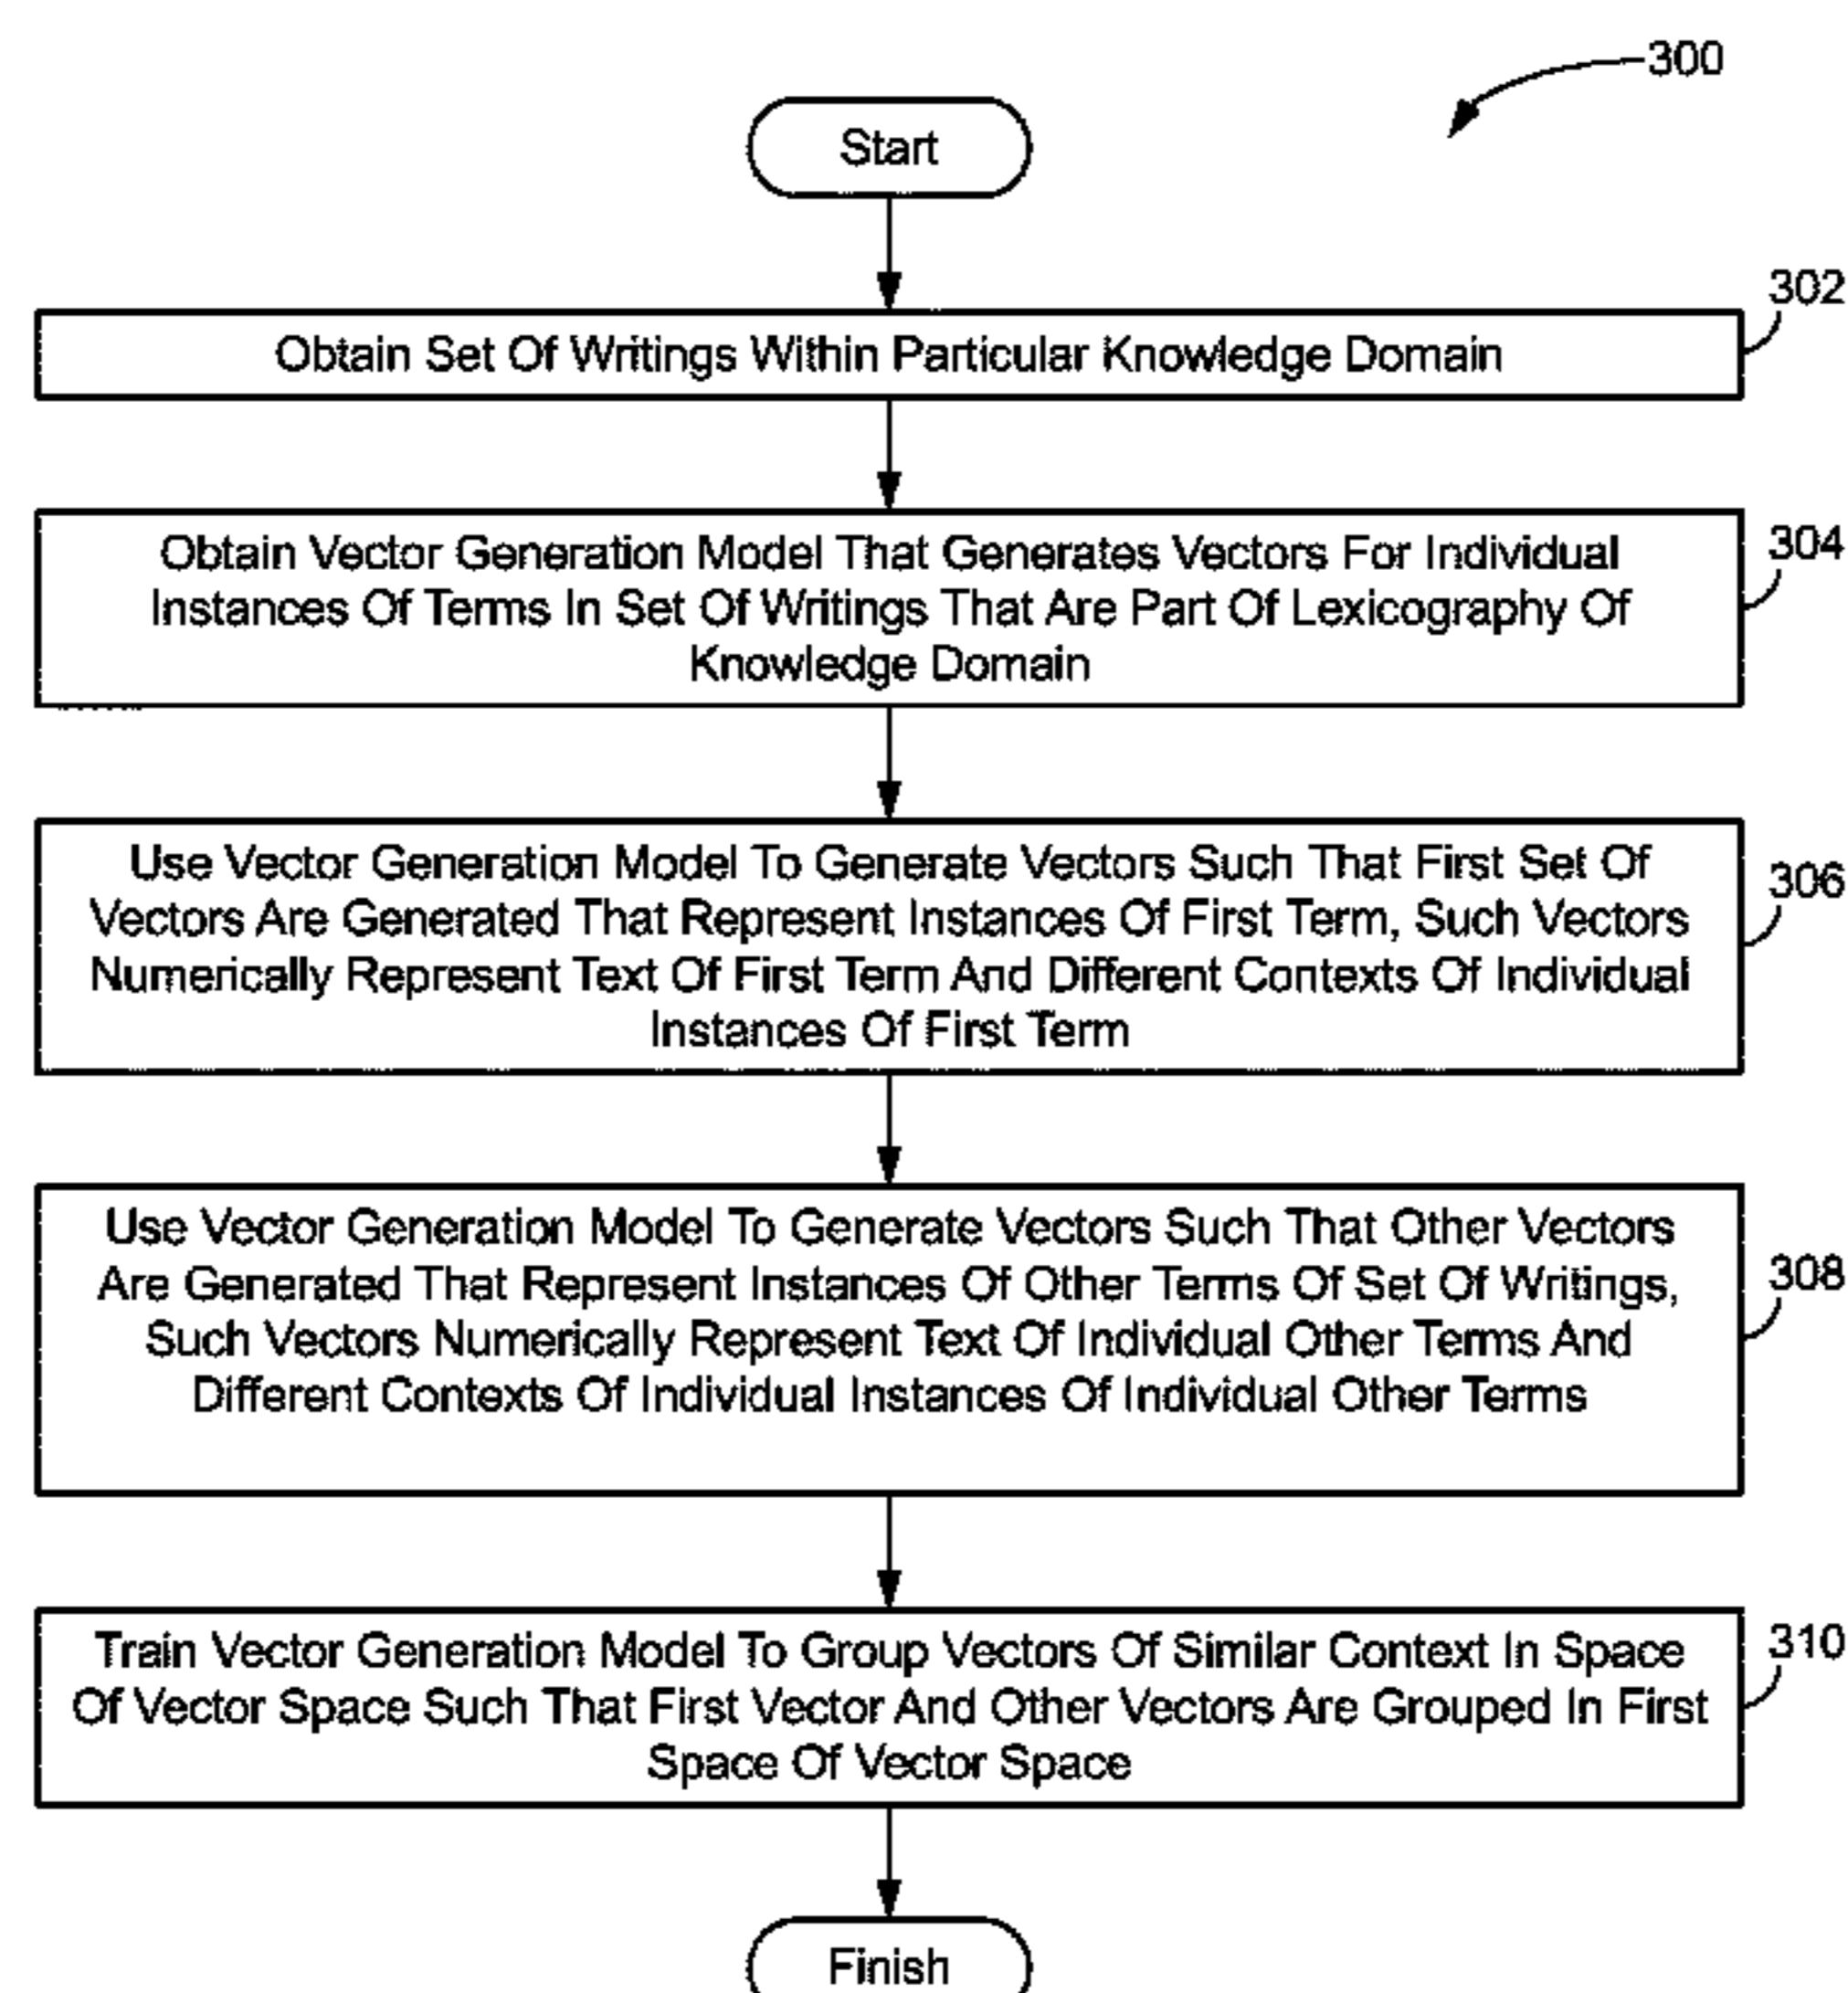 300
Start
302
Obtain Set Of Writings Within Particular Knowledge Domain
304
Obtain Vector Generation Model That Generates Vectors For Individual
Instances Of Terms In Set Of Writings That Are Part Of Lexicography Of
Knowledge Domain
306
Use Vector Generation Model To Generate Vectors Such That First Set Of
Vectors Are Generated That Represent Instances Of First Term, Such Vectors
Numerically Represent Text Of First Term And Different Contexts Of Individual
Instances Of First Term
308
Use Vector Generation Model To Generate Vectors Such That Other Vectors
Are Generated That Represent Instances Of Other Terms Of Set Of Writings,
Such Vectors Numerically Represent Text Of Individual Other Terms And
Different Contexts Of Individual Instances Of Individual Other Terms
310
Train Vector Generation Model To Group Vectors Of Similar Context In Space
Of Vector Space Such That First Vector And Other Vectors Are Grouped In First
Space Of Vector Space
Finish